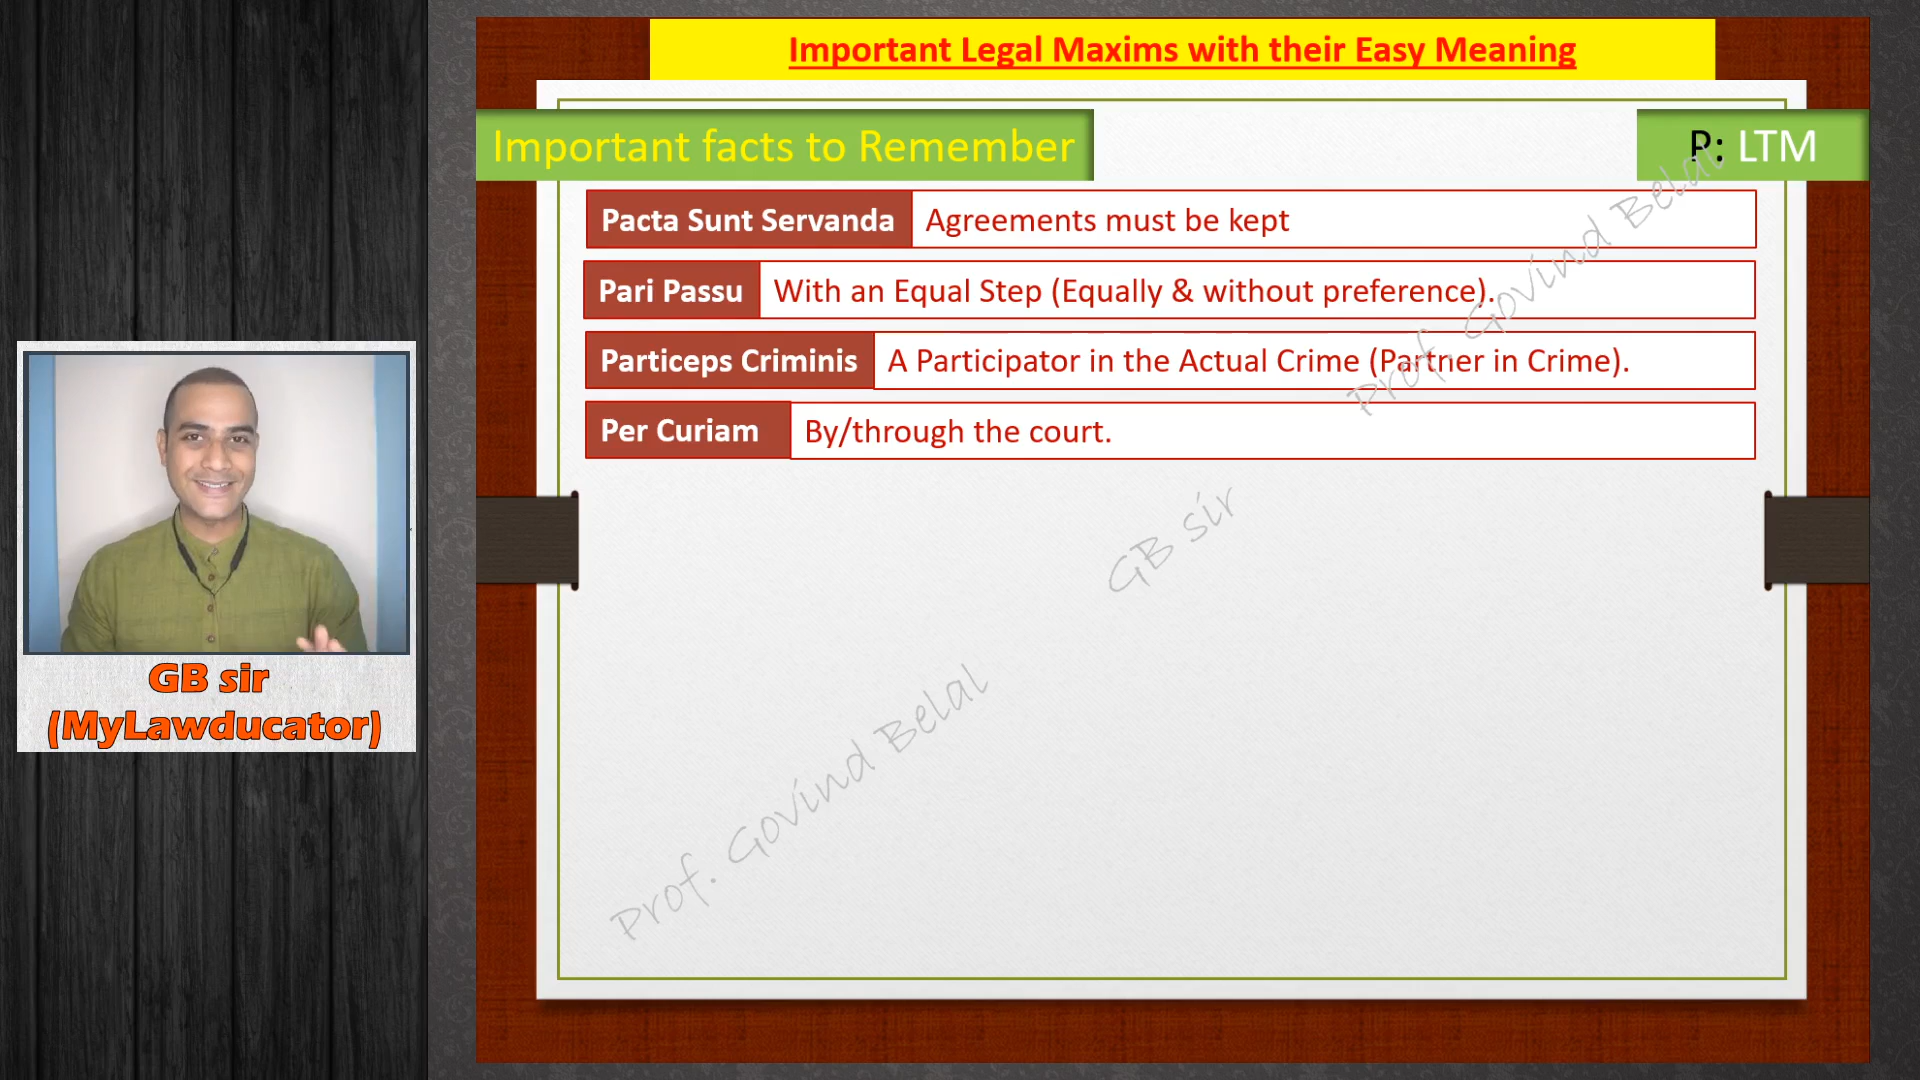 Important Legal Maxims with their Easy Meaning
Important facts to Remember
P: LTM
Pacta Sunt Servanda Agreements must be kept
Pari Passu With an Equal Step (Equally & without preference).
Particeps Criminis A Participator in the Actual Crime (Partner in Crime).
Per Curiam By/through the court.
Prof. Govind Belal
GB sir
Prof. Govind Belal
GB sir
(MyLawducator)